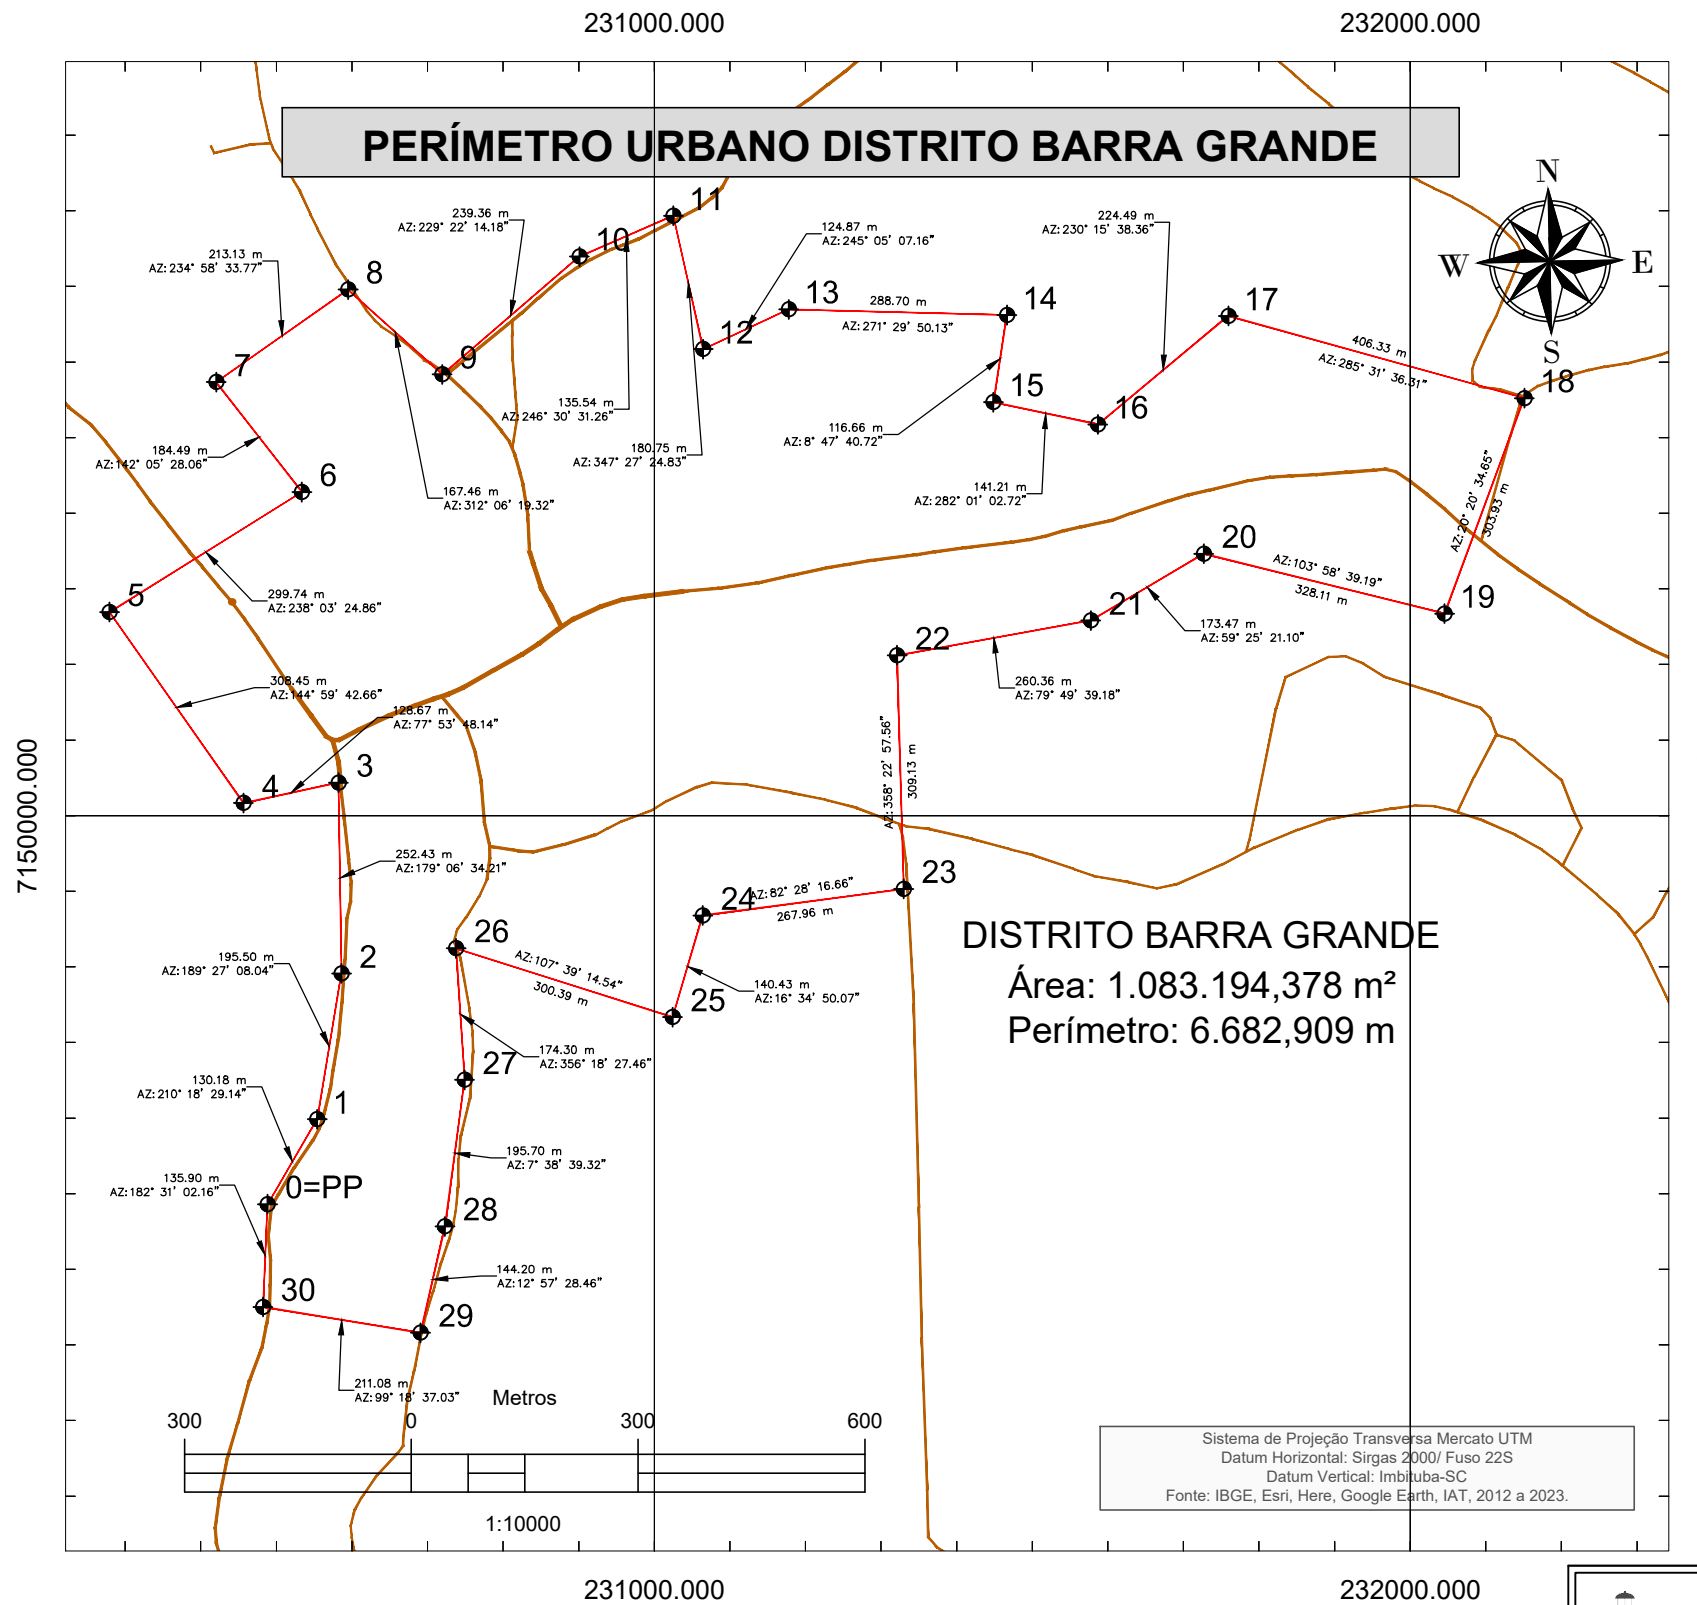 231000.000
232000.000
PERÍMETRO URBANO DISTRITO BARRA GRANDE
N
W
E
S
7150000.000
8
213.13 m
AZ: 234° 58' 33.77"
239.36 m
AZ: 229° 22' 14.18"
10
11
124.87 m
AZ: 245° 05' 07.16"
224.49 m
AZ: 230° 15' 38.36"
7
9
12
13
288.70 m
AZ: 271° 29' 50.13"
14
17
406.33 m
AZ: 285° 31' 36.31"
18
15
16
135.54 m
AZ: 246° 30' 31.26"
180.75 m
AZ: 347° 27' 24.83"
116.66 m
AZ: 8° 47' 40.72"
184.49 m
AZ: 142° 05' 28.06"
6
167.46 m
AZ: 312° 06' 19.32"
141.21 m
AZ: 282° 01' 02.72"
AZ: 20° 20' 34.65"
303.93 m
5
299.74 m
AZ: 238° 03' 24.86"
20
AZ: 103° 58' 39.19"
328.11 m
19
21
173.47 m
AZ: 59° 25' 21.10"
22
260.36 m
AZ: 79° 49' 39.18"
308.45 m
AZ: 144° 59' 42.66"
128.67 m
AZ: 77° 53' 48.14"
AZ: 358° 22' 57.56"
309.13 m
3
4
252.43 m
AZ: 179° 06' 34.21"
23
24
AZ: 82° 28' 16.66"
267.96 m
195.50 m
AZ: 189° 27' 08.04"
2
26
AZ: 107° 39' 14.54"
300.39 m
140.43 m
AZ: 16° 34' 50.07"
25
DISTRITO BARRA GRANDE
Área: 1.083.194,378 m²
Perímetro: 6.682,909 m
174.30 m
AZ: 356° 18' 27.46"
27
130.18 m
AZ: 210° 18' 29.14"
1
195.70 m
AZ: 7° 38' 39.32"
135.90 m
AZ: 182° 31' 02.16"
0=PP
28
144.20 m
AZ: 12° 57' 28.46"
30
29
211.08 m
AZ: 99° 18' 37.03"
Metros
300
0
300
600
1:10000
Sistema de Projeção Transversa Mercato UTM
Datum Horizontal: Sirgas 2000/ Fuso 22S
Datum Vertical: Imbituba-SC
Fonte: IBGE, Esri, Here, Google Earth, IAT, 2012 a 2023.
231000.000
232000.000